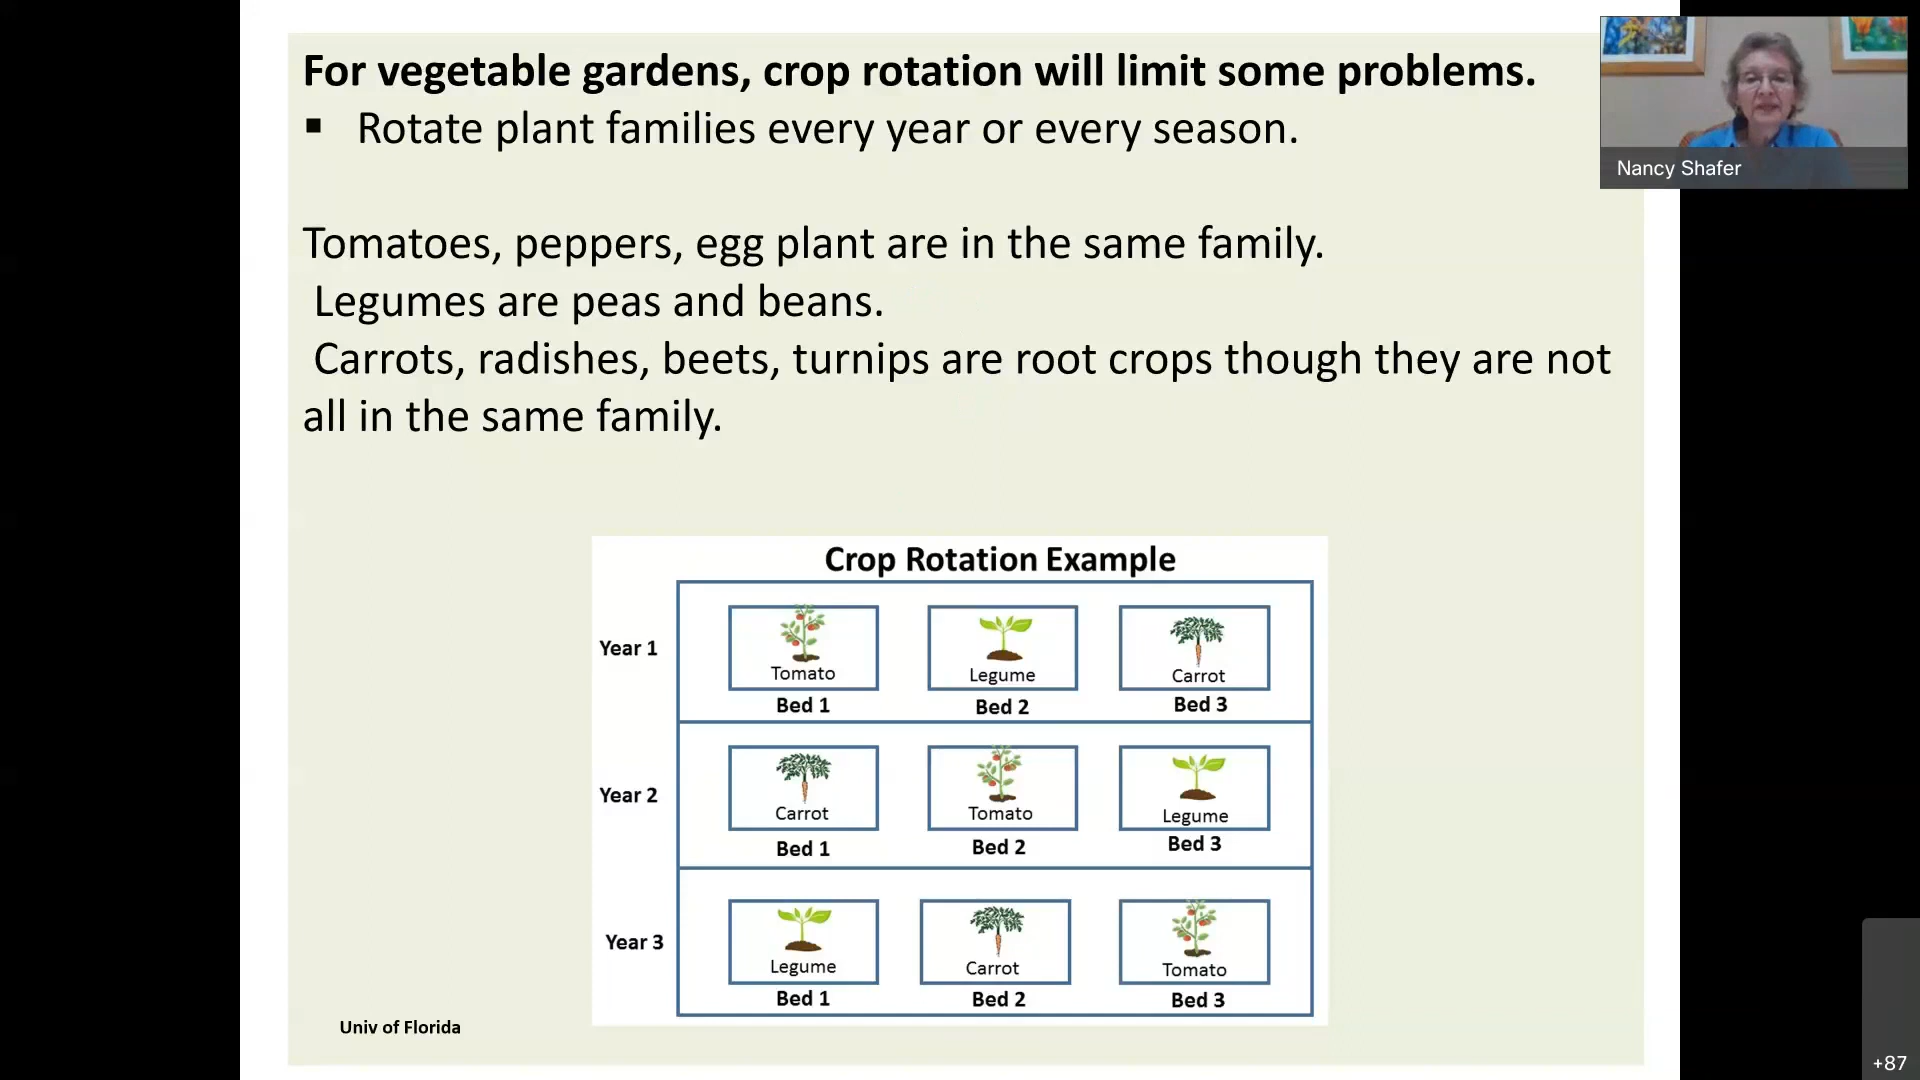 For vegetable gardens, crop rotation will limit some problems.
▪ Rotate plant families every year or every season.
Tomatoes, peppers, egg plant are in the same family.
Legumes are peas and beans.
Carrots, radishes, beets, turnips are root crops though they are not
all in the same family.
Nancy Shafer
Crop Rotation Example
Year 1
Tomato
Legume
Carrot
Bed 1
Bed 2
Bed 3
Year 2
Carrot
Tomato
Legume
Bed 1
Bed 2
Bed 3
Year 3
Legume
Carrot
Tomato
Bed 1
Bed 2
Bed 3
Univ of Florida
+87